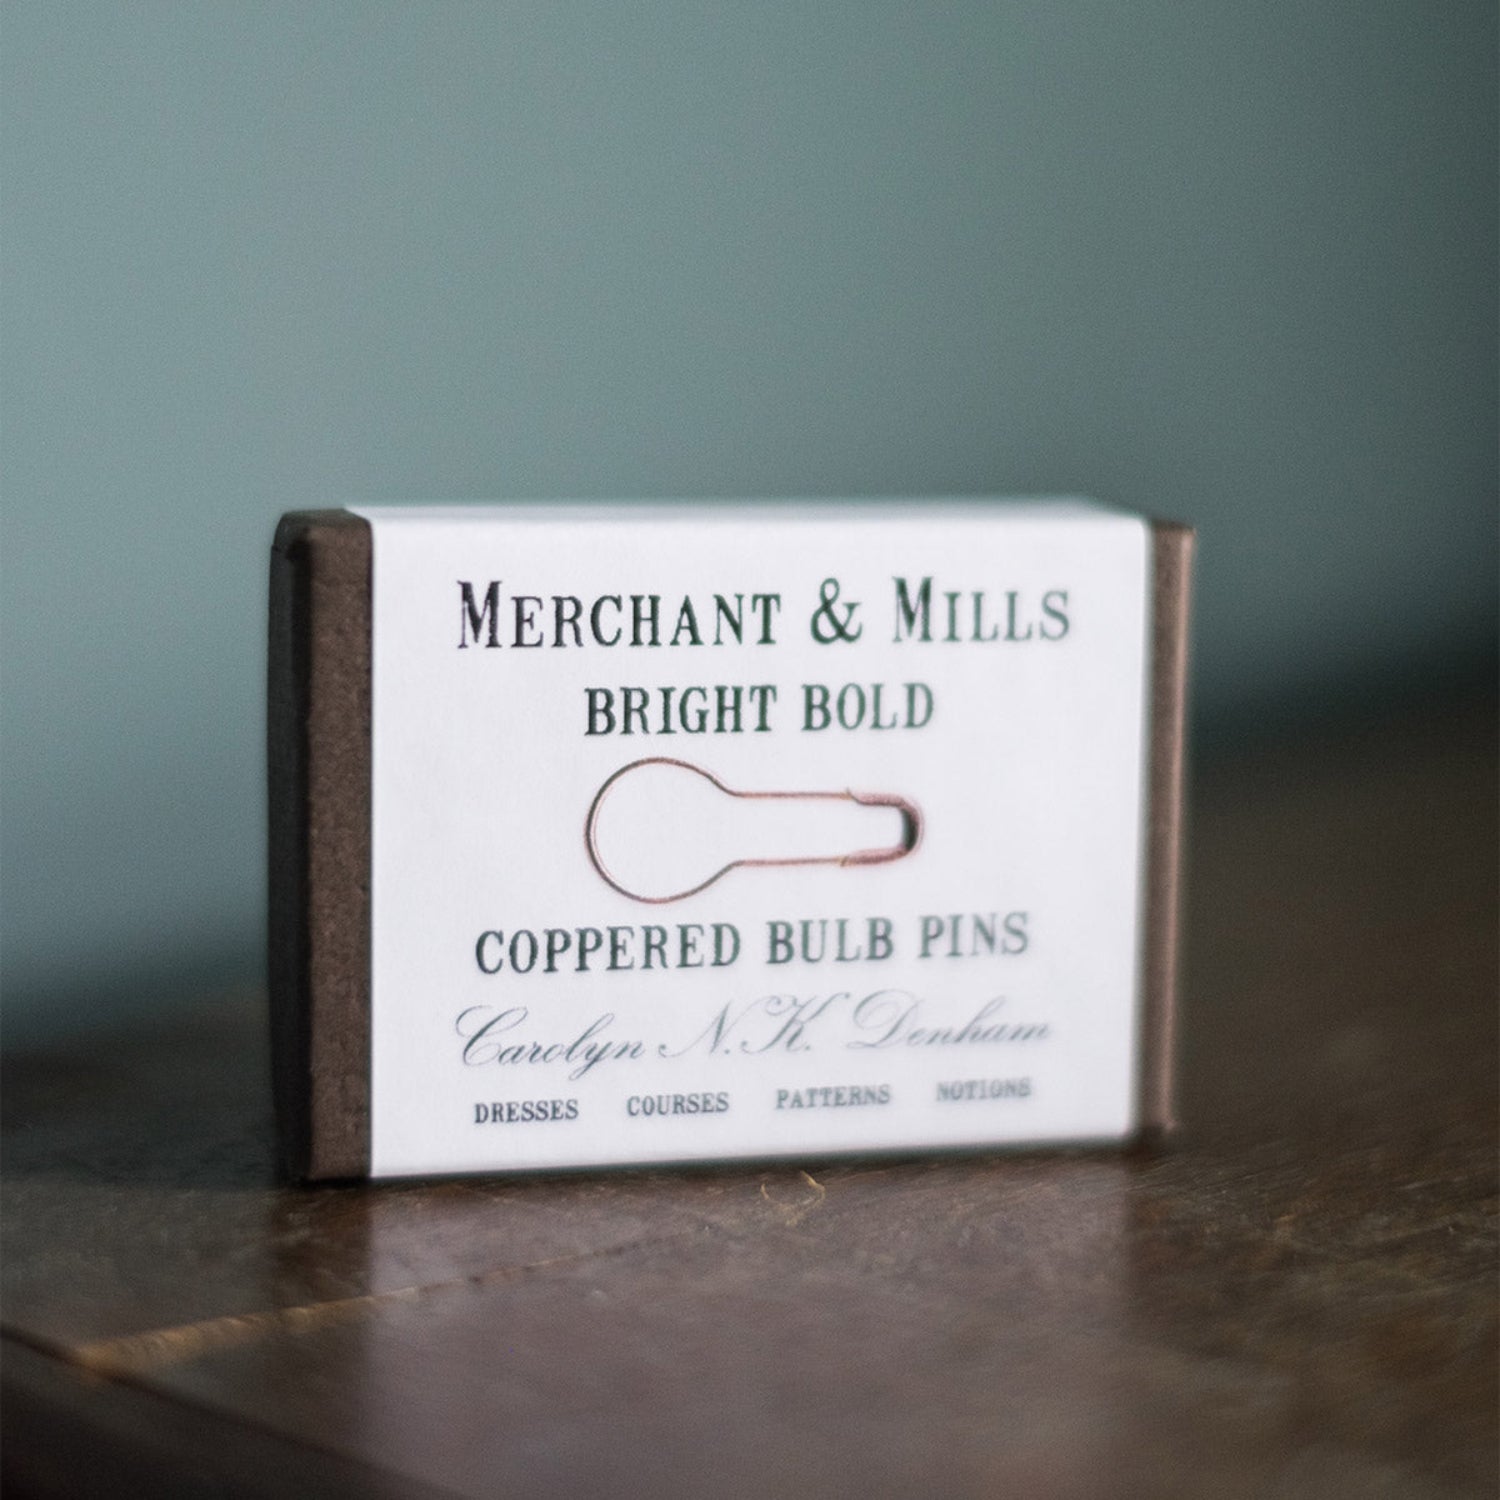 MERCHANT & MILLS
BRIGHT BOLD
COPPERED BULB PINS
Carolyn N.K. Denham
DRESSES COURSES PATTERNS NOTIONS